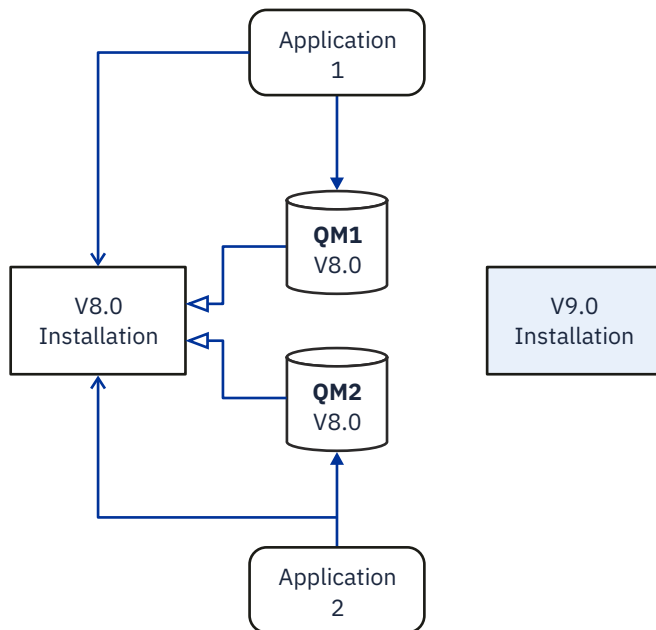 Application
1
QM1
V8.0
V8.0
Installation
V9.0
Installation
QM2
V8.0
Application
2